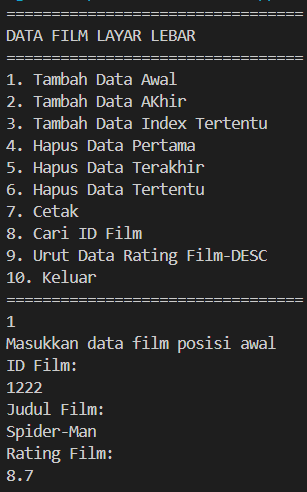 =================================
DATA FILM LAYAR LEBAR
=================================
1. Tambah Data Awal
2. Tambah Data AKhir
3. Tambah Data Index Tertentu
4. Hapus Data Pertama
5. Hapus Data Terakhir
6. Hapus Data Tertentu
7. Cetak
8. Cari ID Film
9. Urut Data Rating Film-DESC
10. Keluar
=================================
1
Masukkan data film posisi awal
ID Film:
1222
Judul Film:
Spider-Man
Rating Film:
8.7